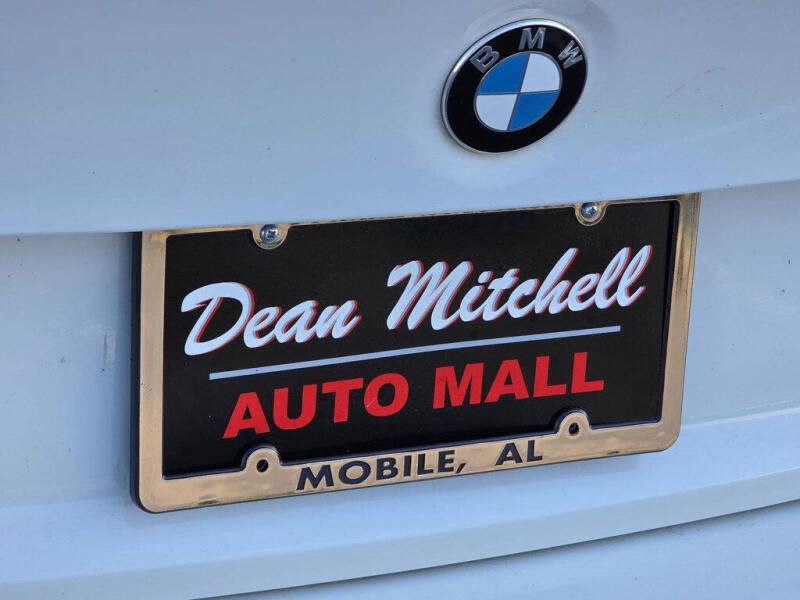 BMW
Dean Mitchell
AUTO MALL
MOBILE, AL